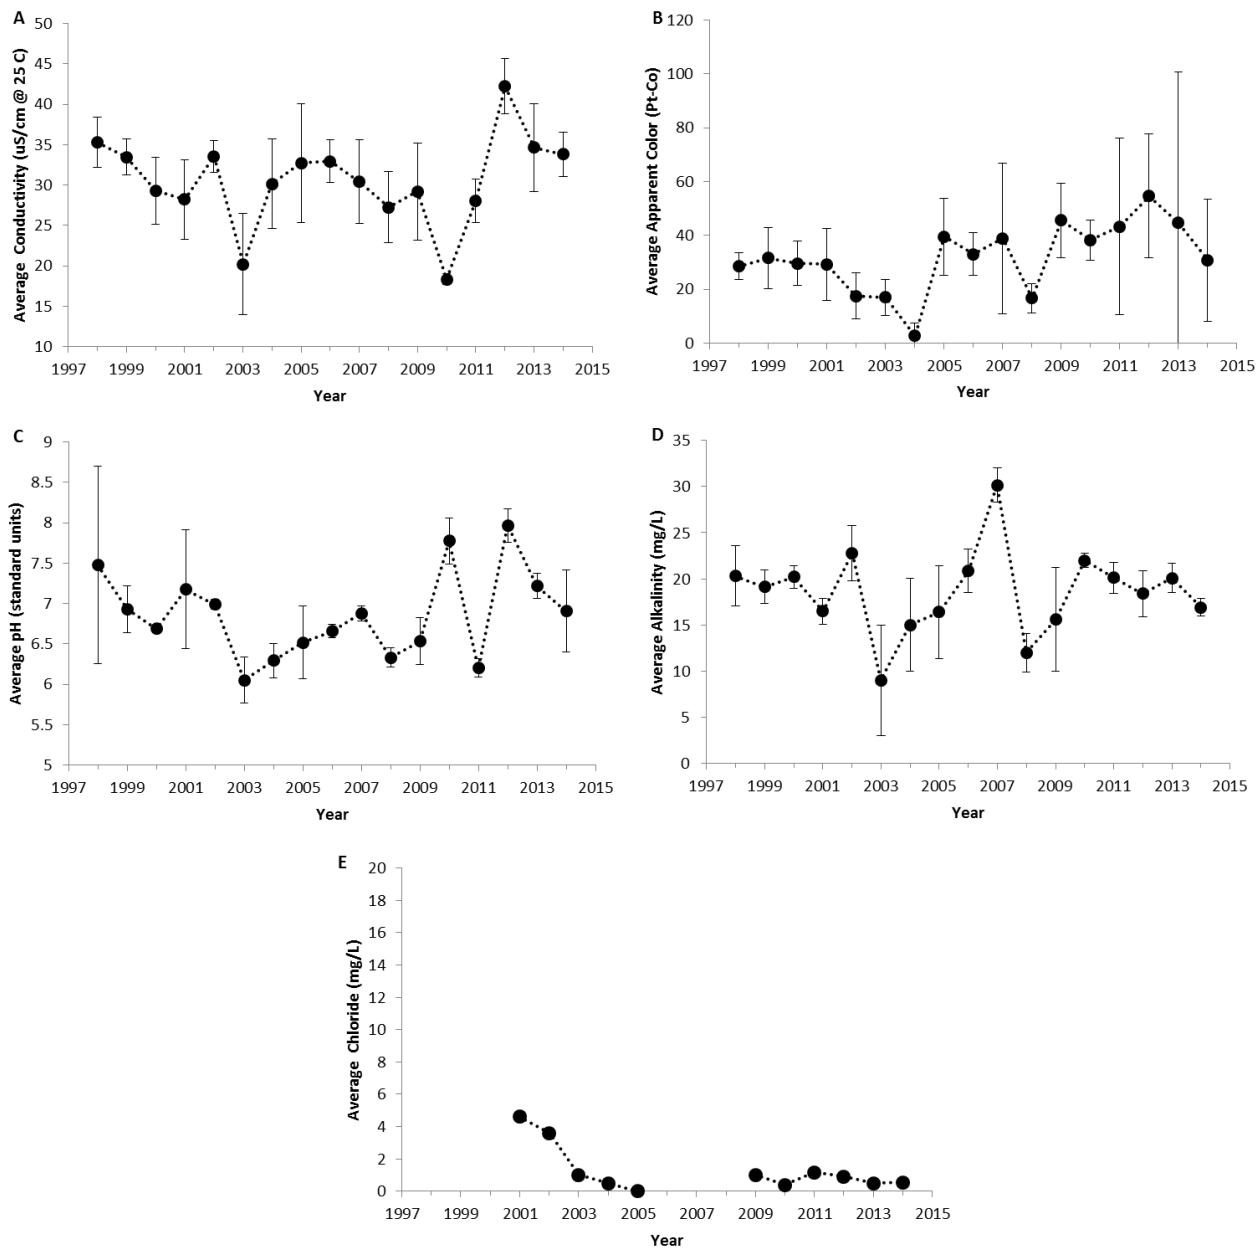 A
Average Conductivity (uS/cm @ 25 C)
50
45
40
35
30
25
20
15
10
1997 1999 2001 2003 2005 2007 2009 2011 2013 2015
Year
B
Average Apparent Color (Pt-Co)
120
100
80
60
40
20
0
1997 1999 2001 2003 2005 2007 2009 2011 2013 2015
Year
C
Average pH (standard units)
9
8.5
8
7.5
7
6.5
6
5.5
5
1997 1999 2001 2003 2005 2007 2009 2011 2013 2015
Year
D
Average Alkalinity (mg/L)
35
30
25
20
15
10
5
0
1997 1999 2001 2003 2005 2007 2009 2011 2013 2015
Year
E
Average Chloride (mg/L)
20
18
16
14
12
10
8
6
4
2
0
1997 1999 2001 2003 2005 2007 2009 2011 2013 2015
Year